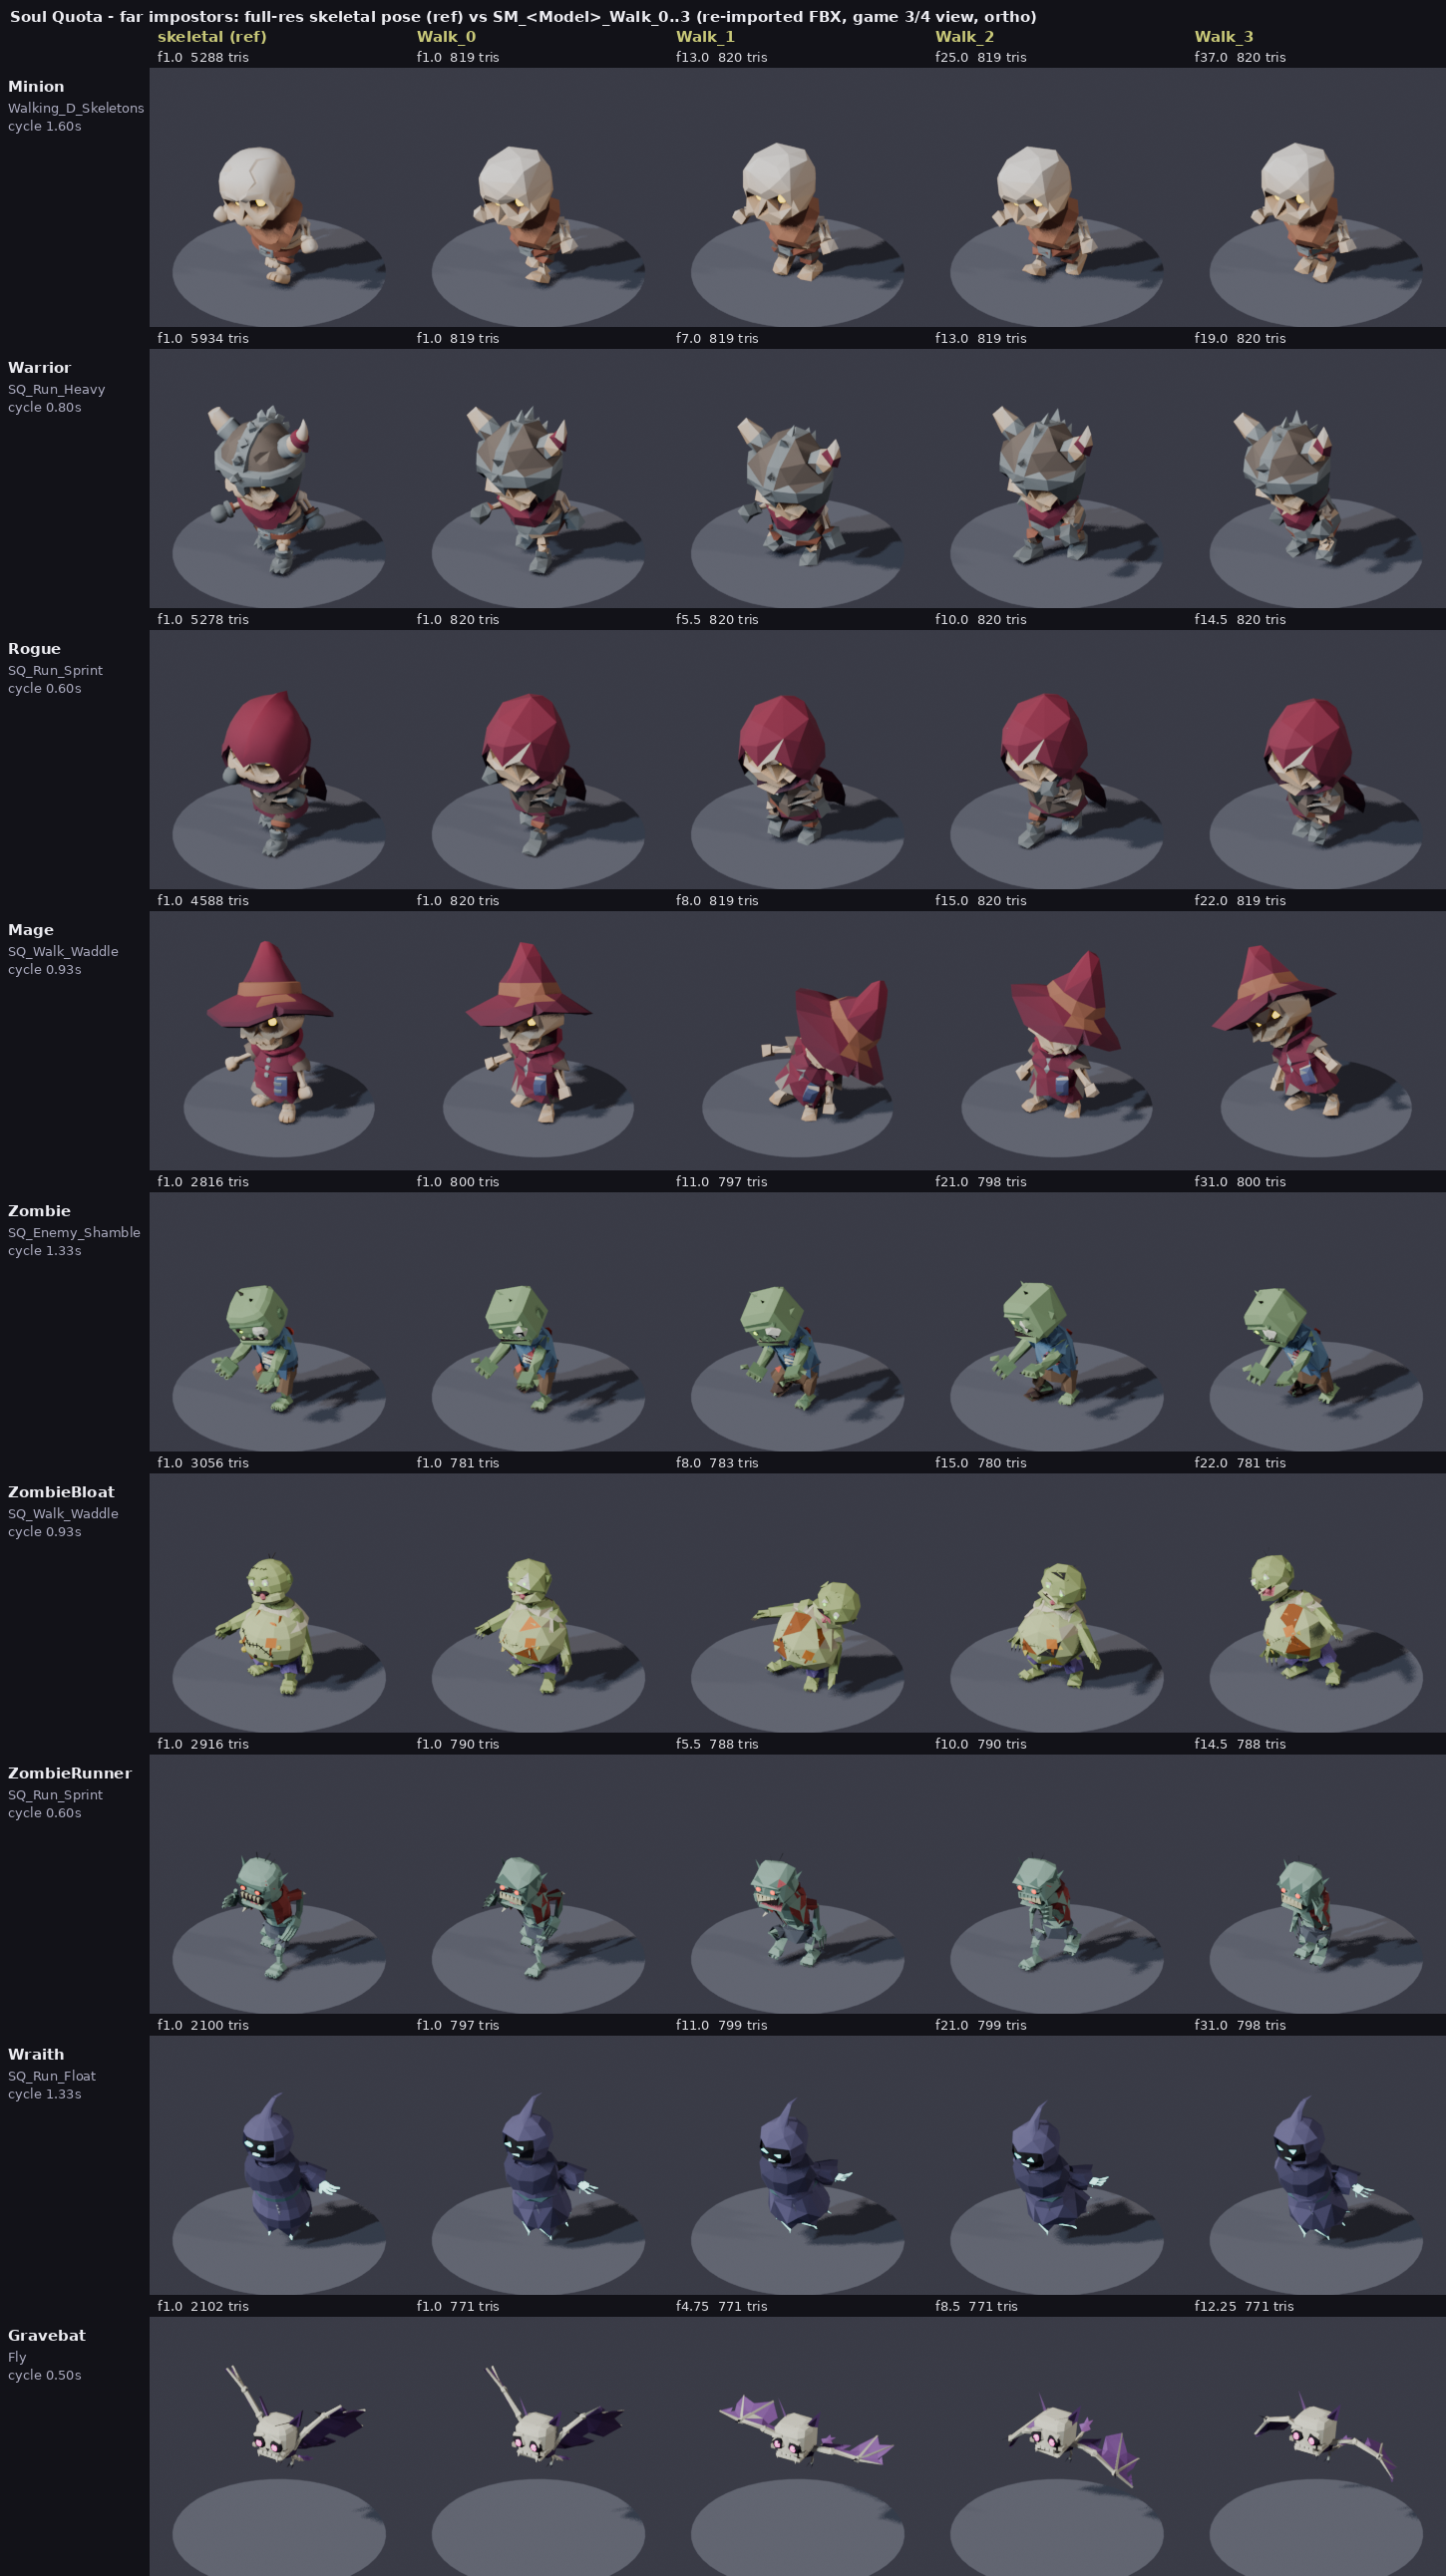 Soul Quota - far impostors: full-res skeletal pose (ref) vs SM_<Model>_Walk_0..3 (re-imported FBX, game 3/4 view, ortho)
skeletal (ref) Walk_0 Walk_1 Walk_2 Walk_3
f1.0 5288 tris f1.0 819 tris f13.0 820 tris f25.0 819 tris f37.0 820 tris
Minion
Walking_D_Skeletons
cycle 1.60s
f1.0 5934 tris f1.0 819 tris f7.0 819 tris f13.0 819 tris f19.0 820 tris
Warrior
SQ_Run_Heavy
cycle 0.80s
f1.0 5278 tris f1.0 820 tris f5.5 820 tris f10.0 820 tris f14.5 820 tris
Rogue
SQ_Run_Sprint
cycle 0.60s
f1.0 4588 tris f1.0 820 tris f8.0 819 tris f15.0 820 tris f22.0 819 tris
Mage
SQ_Walk_Waddle
cycle 0.93s
f1.0 2816 tris f1.0 800 tris f11.0 797 tris f21.0 798 tris f31.0 800 tris
Zombie
SQ_Enemy_Shamble
cycle 1.33s
f1.0 3056 tris f1.0 781 tris f8.0 783 tris f15.0 780 tris f22.0 781 tris
ZombieBloat
SQ_Walk_Waddle
cycle 0.93s
f1.0 2916 tris f1.0 790 tris f5.5 788 tris f10.0 790 tris f14.5 788 tris
ZombieRunner
SQ_Run_Sprint
cycle 0.60s
f1.0 2100 tris f1.0 797 tris f11.0 799 tris f21.0 799 tris f31.0 798 tris
Wraith
SQ_Run_Float
cycle 1.33s
f1.0 2102 tris f1.0 771 tris f4.75 771 tris f8.5 771 tris f12.25 771 tris
Gravebat
Fly
cycle 0.50s